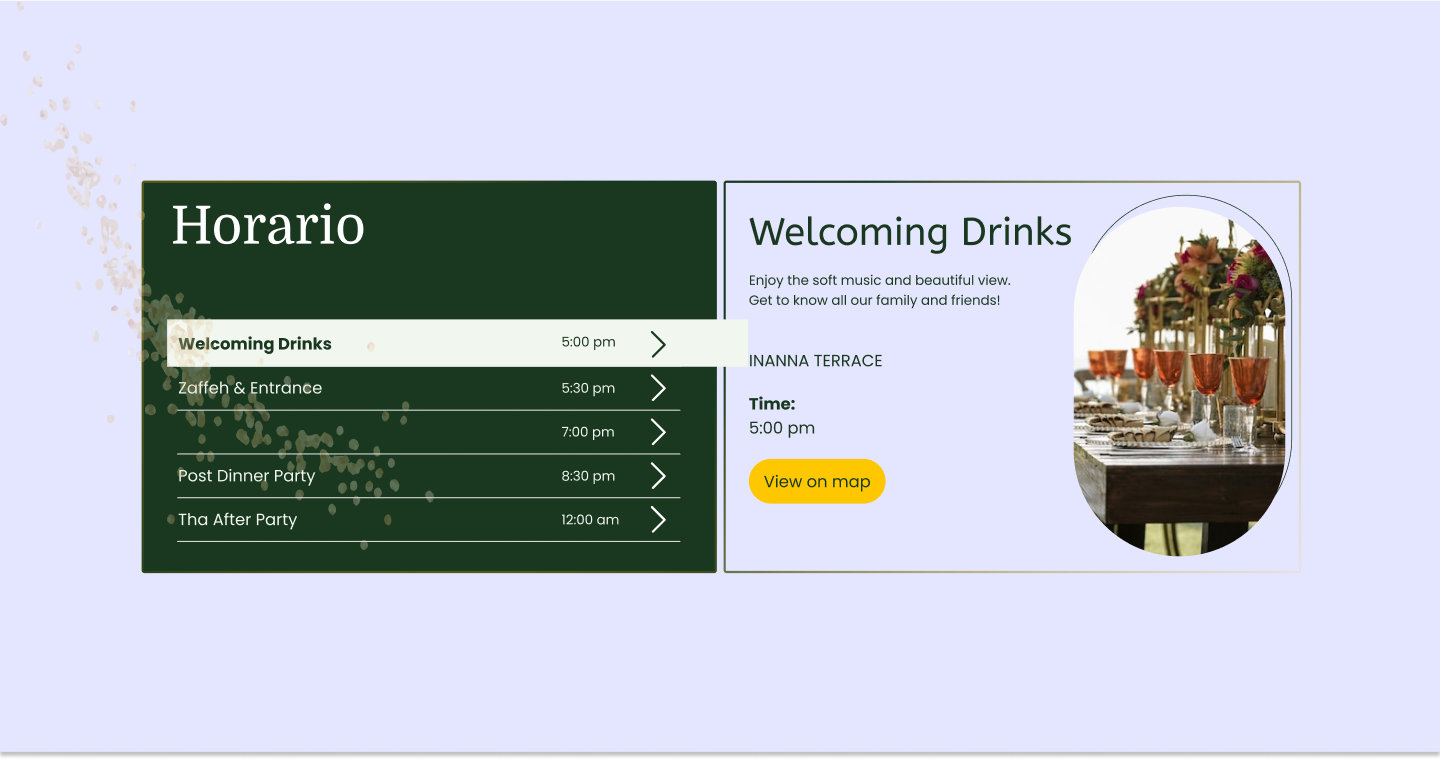 Horario
Welcoming Drinks 5:00 pm
Zaffeh & Entrance 5:30 pm
7:00 pm
Post Dinner Party 8:30 pm
Tha After Party 12:00 am
Welcoming Drinks
Enjoy the soft music and beautiful view.
Get to know all our family and friends!
INANNA TERRACE
Time:
5:00 pm
View on map